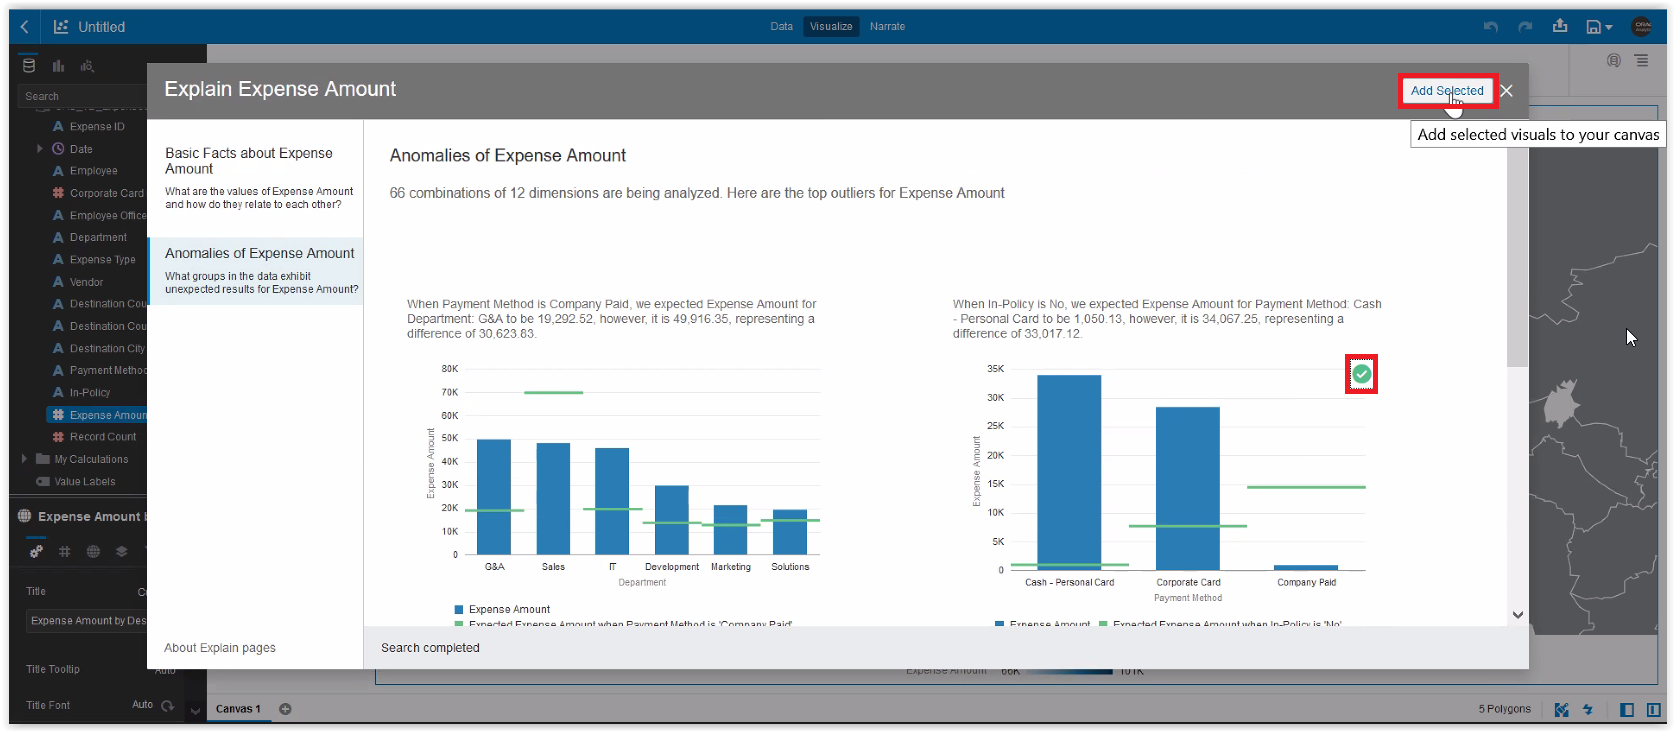 Untitled
Data
Visualize
Narrate
Search
Expense ID
Date
Employee
Corporate Card
Employee Office
Department
Expense Type
Vendor
Destination Cou
Destination Cou
Destination City
Payment Method
In-Policy
Expense Amoun
Record Count
My Calculations
Value Labels
Expense Amount b
Title
Expense Amount by Des
Title Tooltip
Auto
Title Font
Auto
Explain Expense Amount
Add Selected
Add selected visuals to your canvas
Basic Facts about Expense
Amount
What are the values of Expense Amount
and how do they relate to each other?
Anomalies of Expense Amount
What groups in the data exhibit
unexpected results for Expense Amount?
About Explain pages
Anomalies of Expense Amount
66 combinations of 12 dimensions are being analyzed. Here are the top outliers for Expense Amount
When Payment Method is Company Paid, we expected Expense Amount for
Department: G&A to be 19,292.52, however, it is 49,916.35, representing a
difference of 30,623.83.
80K
70K
60K
50K
40K
30K
20K
10K
0
Expense Amount
G&A
Sales
IT
Development
Marketing
Solutions
Department
Expense Amount
Expected Expense Amount when Payment Method is 'Company Paid'
When In-Policy is No, we expected Expense Amount for Payment Method: Cash
- Personal Card to be 1,050.13, however, it is 34,067.25, representing a
difference of 33,017.12.
35K
30K
25K
20K
15K
10K
5K
0
Expense Amount
Cash - Personal Card
Corporate Card
Company Paid
Payment Method
Expense Amount
Expected Expense Amount when In-Policy is 'No'
Search completed
Expense Amount
66K
101K
Canvas 1
5 Polygons